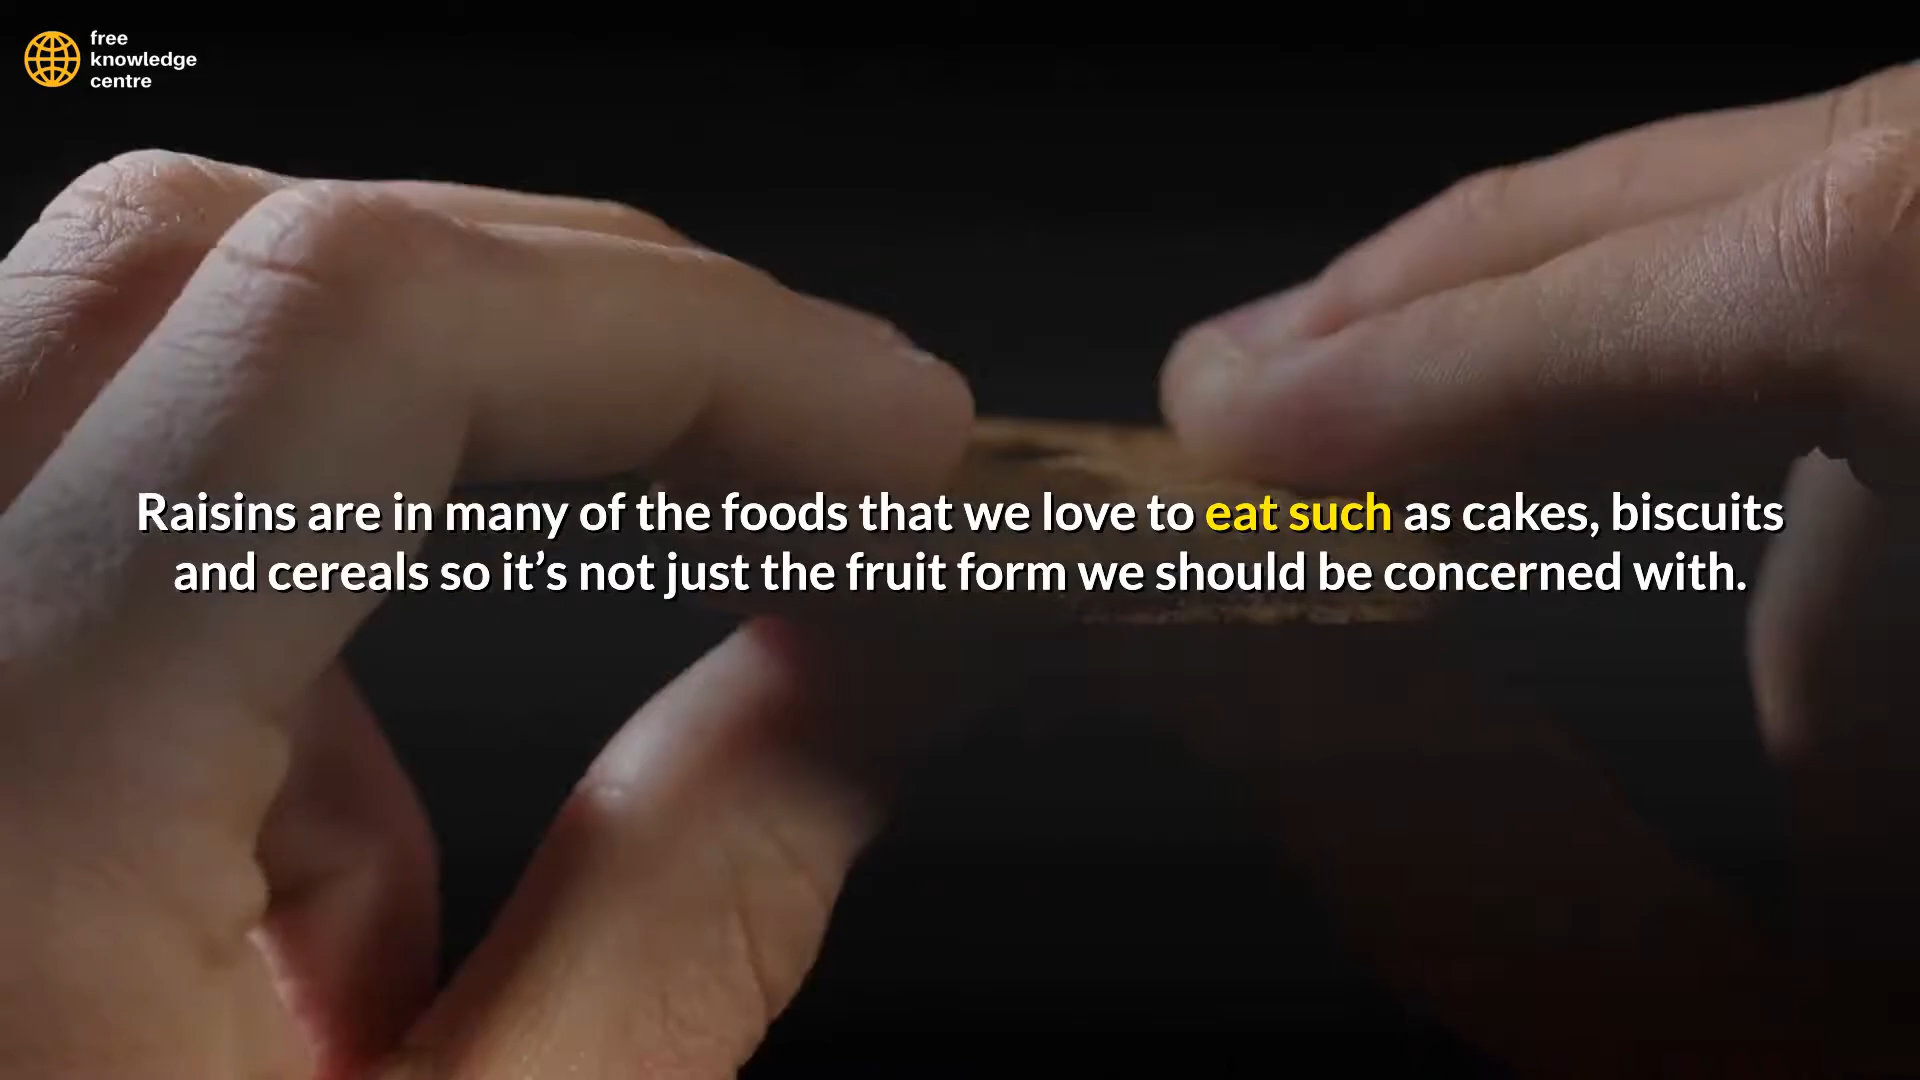 free
knowledge
centre
Raisins are in many of the foods that we love to eat such as cakes, biscuits
and cereals so it’s not just the fruit form we should be concerned with.